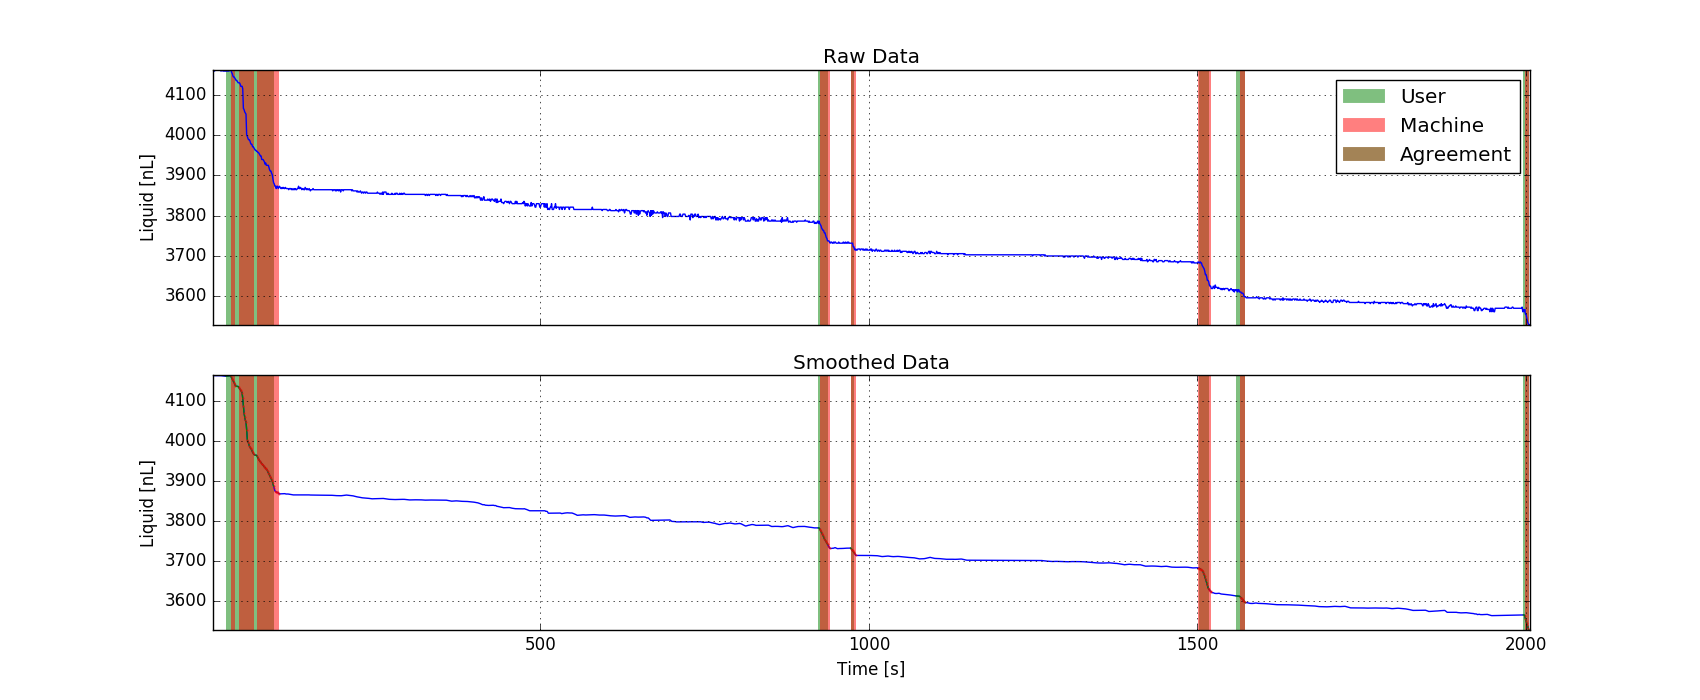 Raw Data
Liquid [nL]
4100
4000
3900
3800
3700
3600
User
Machine
Agreement
Smoothed Data
Liquid [nL]
4100
4000
3900
3800
3700
3600
500 1000 1500 2000
Time [s]